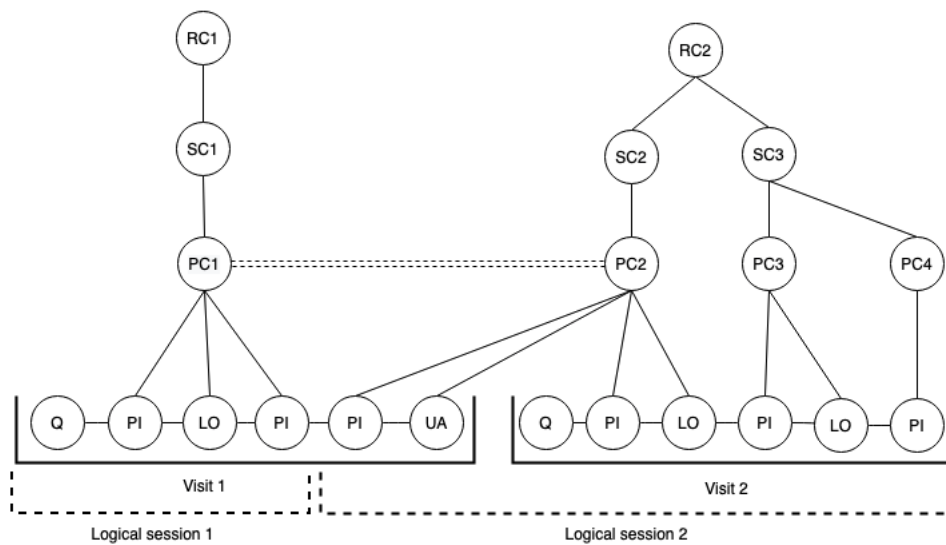 RC1
RC2
SC1
SC2
SC3
PC1
PC2
PC3
PC4
Q
PI
LO
PI
PI
UA
Q
PI
LO
PI
LO
PI
Visit 1
Visit 2
Logical session 1
Logical session 2